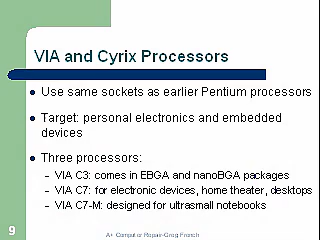 VIA and Cyrix Processors
Use same sockets as earlier Pentium processors
Target: personal electronics and embedded
devices
Three processors:
– VIA C3: comes in EBGA and nanoBGA packages
– VIA C7: for electronic devices, home theater, desktops
– VIA C7-M: designed for ultrasmall notebooks
9
A+ Computer Repair-Greg French